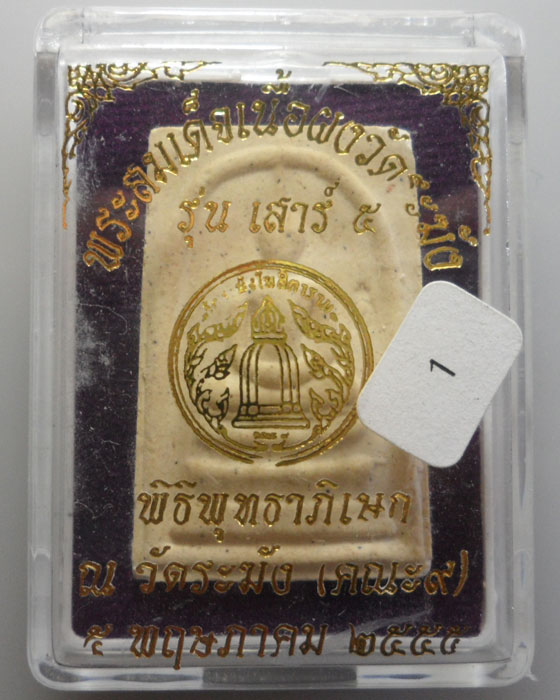 พระสมเด็จเนื้อผงวัดระฆัง
รุ่น เสาร์ ๕
พิธีพุทธาภิเษก
ณ วัดระฆัง (คณะ๙)
๕ พฤษภาคม ๒๕๕๕
1